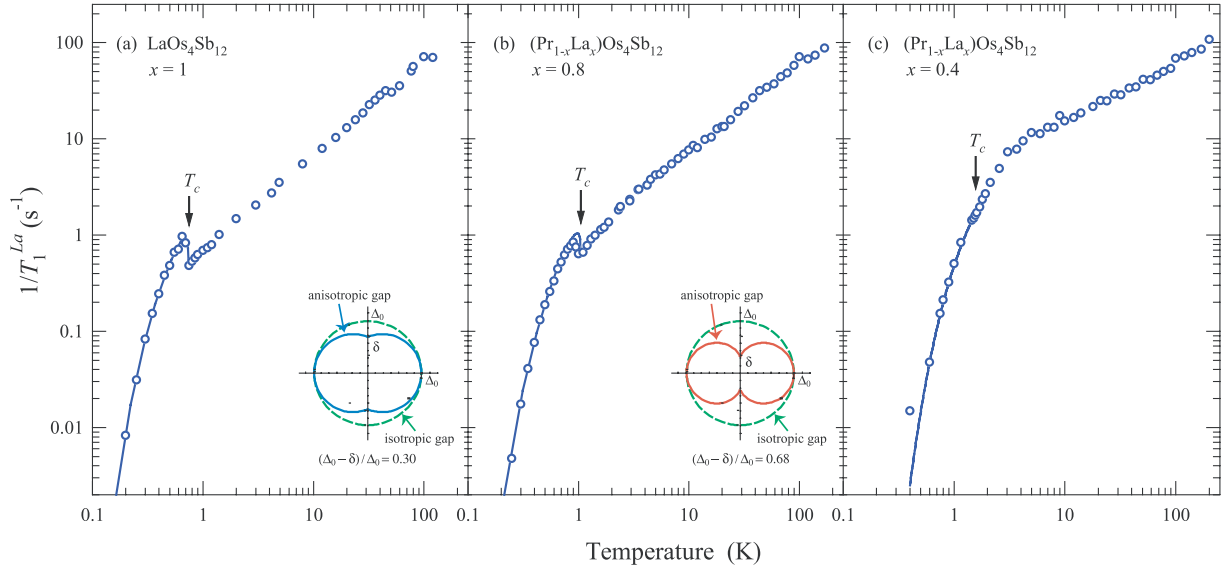 (a) LaOs₄Sb₁₂
x = 1
(b) (Pr₁₋ₓLaₓ)Os₄Sb₁₂
x = 0.8
(c) (Pr₁₋ₓLaₓ)Os₄Sb₁₂
x = 0.4
1/T₁ᴸᵃ (s⁻¹)
100
10
1
0.1
0.01
T_c
T_c
T_c
anisotropic gap
Δ₀
δ
Δ₀
isotropic gap
(Δ₀ − δ) / Δ₀ = 0.30
anisotropic gap
Δ₀
δ
Δ₀
isotropic gap
(Δ₀ − δ) / Δ₀ = 0.68
0.1 1 10 100
0.1 1 10 100
0.1 1 10 100
Temperature (K)